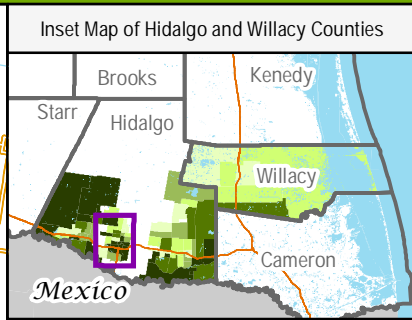 Inset Map of Hidalgo and Willacy Counties
Brooks
Kenedy
Starr
Hidalgo
Willacy
Cameron
Mexico